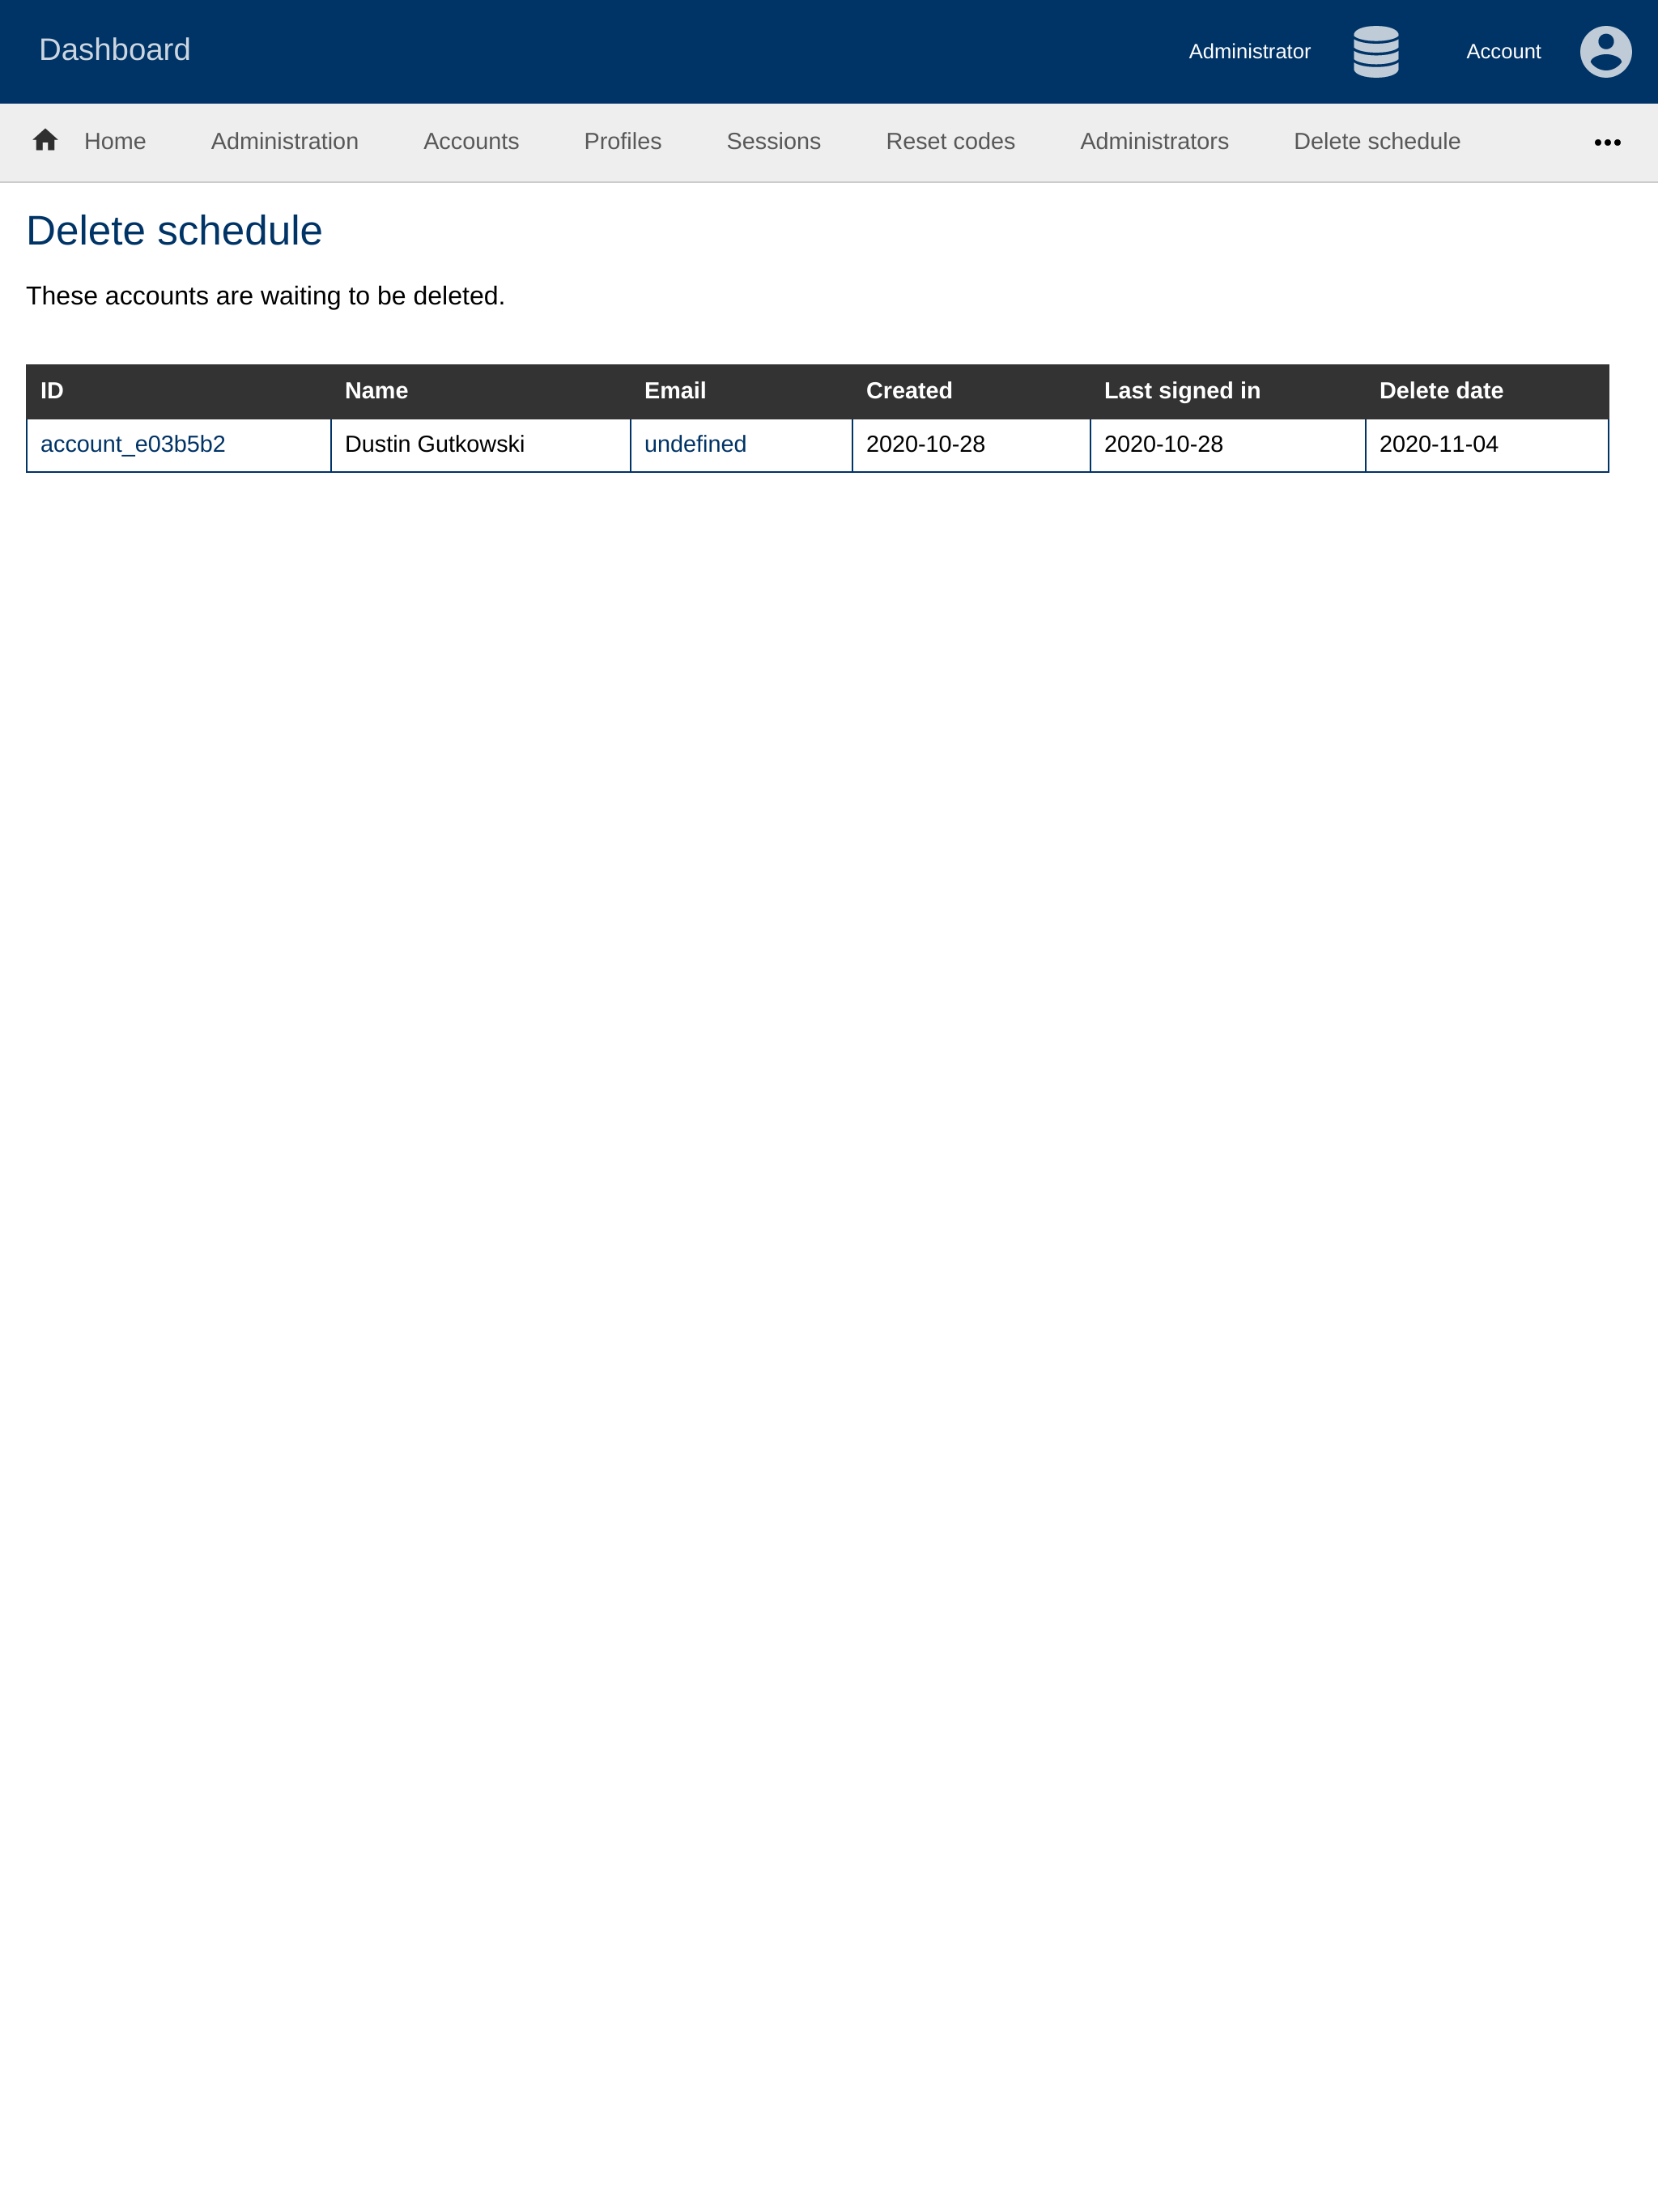 Dashboard Administrator Account
Home Administration Accounts Profiles Sessions Reset codes Administrators Delete schedule •••
Delete schedule
These accounts are waiting to be deleted.
ID Name Email Created Last signed in Delete date
account_e03b5b2 Dustin Gutkowski undefined 2020-10-28 2020-10-28 2020-11-04